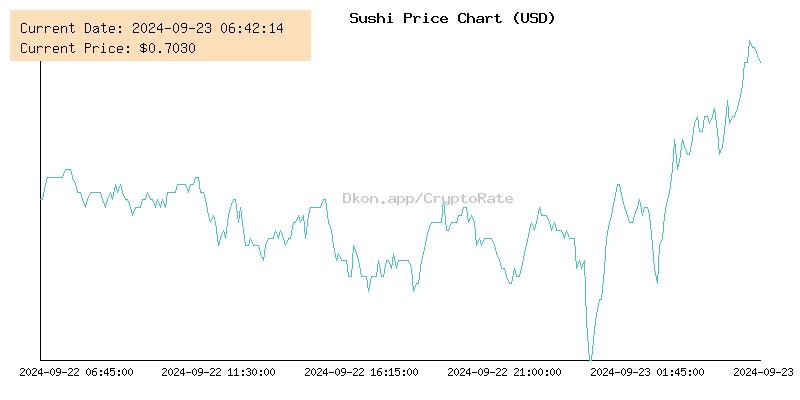 Sushi Price Chart (USD)
Current Date: 2024-09-23 06:42:14
Current Price: $0.7030
Dkon.app/CryptoRate
2024-09-22 06:45:00 2024-09-22 11:30:00 2024-09-22 16:15:00 2024-09-22 21:00:00 2024-09-23 01:45:00 2024-09-23